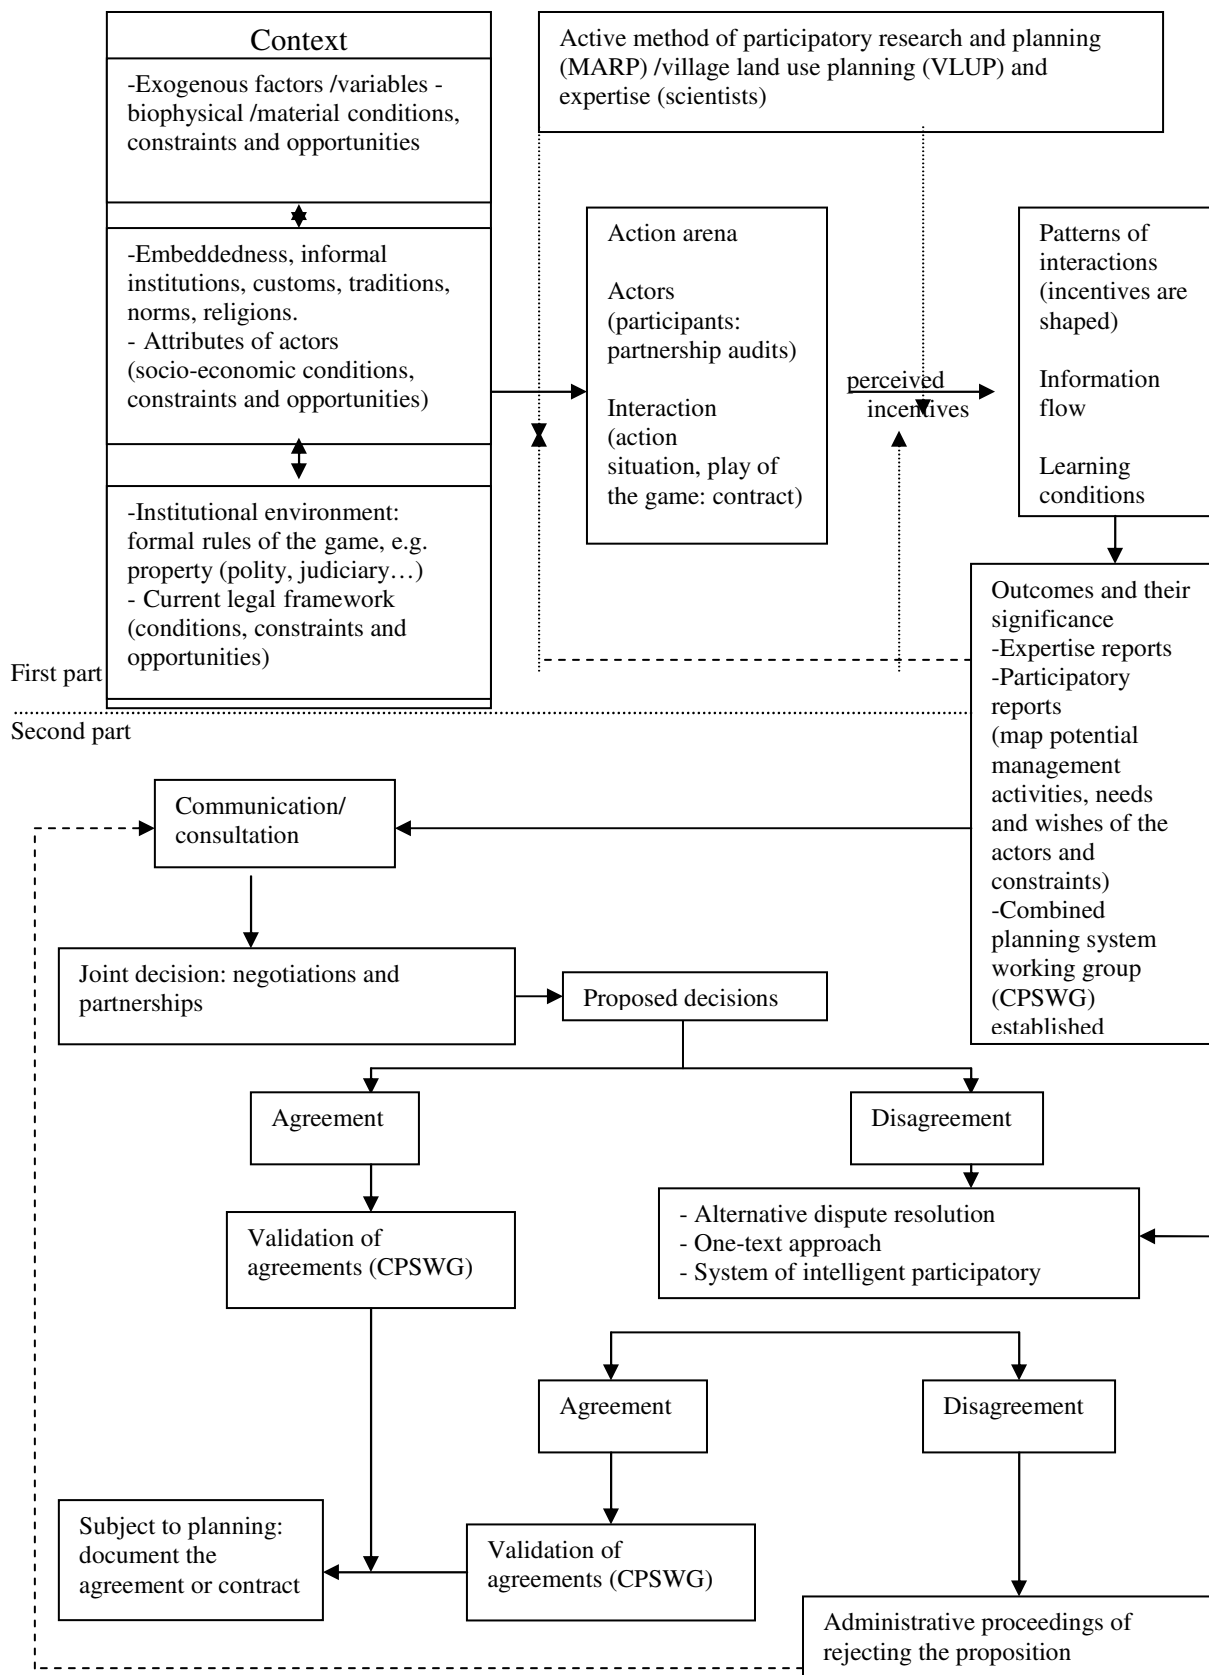 Context
-Exogenous factors /variables -
biophysical /material conditions,
constraints and opportunities
-Embeddedness, informal
institutions, customs, traditions,
norms, religions.
- Attributes of actors
(socio-economic conditions,
constraints and opportunities)
-Institutional environment:
formal rules of the game, e.g.
property (polity, judiciary…)
- Current legal framework
(conditions, constraints and
opportunities)
Active method of participatory research and planning
(MARP) /village land use planning (VLUP) and
expertise (scientists)
Action arena
Actors
(participants:
partnership audits)
Interaction
(action
situation, play of
the game: contract)
perceived
incentives
Patterns of
interactions
(incentives are
shaped)
Information
flow
Learning
conditions
Outcomes and their
significance
-Expertise reports
-Participatory
reports
(map potential
management
activities, needs
and wishes of the
actors and
constraints)
-Combined
planning system
working group
(CPSWG)
established
First part
Second part
Communication/
consultation
Joint decision: negotiations and
partnerships
Proposed decisions
Agreement
Disagreement
Validation of
agreements (CPSWG)
- Alternative dispute resolution
- One-text approach
- System of intelligent participatory
Agreement
Disagreement
Subject to planning:
document the
agreement or contract
Validation of
agreements (CPSWG)
Administrative proceedings of
rejecting the proposition